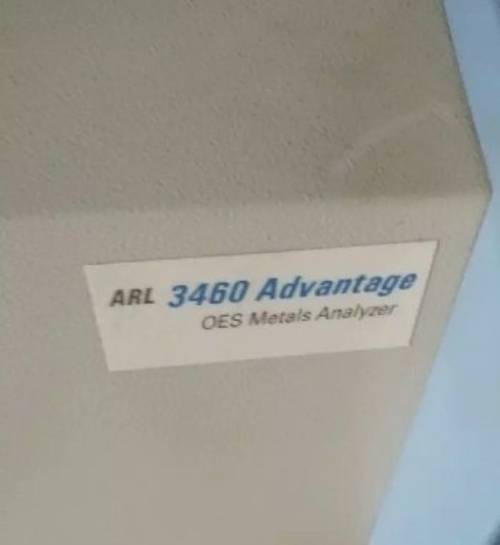 ARL 3460 Advantage
OES Metals Analyzer